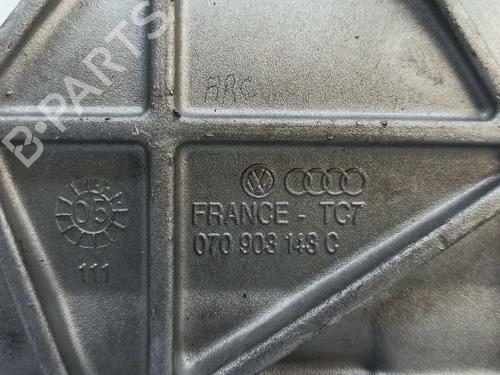 B-PARTS
ARC
FRANCE - TC7
070 903 143 C
05
111